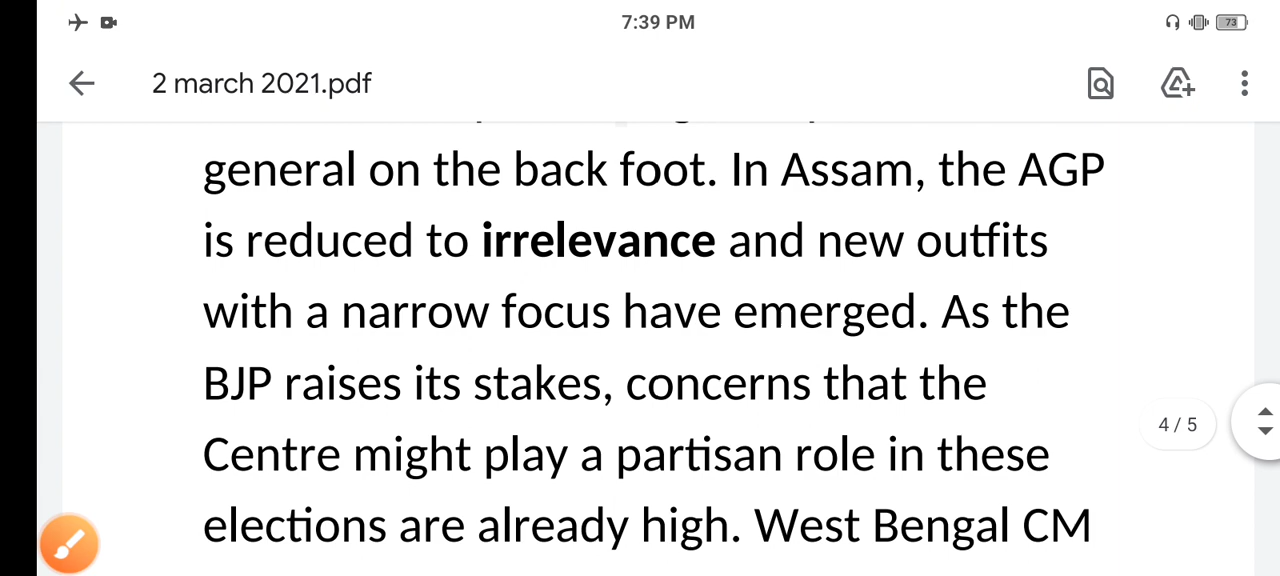 7:39 PM
73
2 march 2021.pdf
general on the back foot. In Assam, the AGP
is reduced to irrelevance and new outfits
with a narrow focus have emerged. As the
BJP raises its stakes, concerns that the
4 / 5
Centre might play a partisan role in these
elections are already high. West Bengal CM